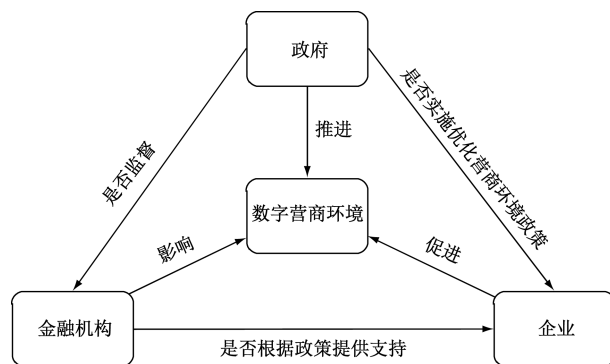 政府
是否监督
推进
是否实施优化营商环境政策
数字营商环境
影响
促进
金融机构
是否根据政策提供支持
企业